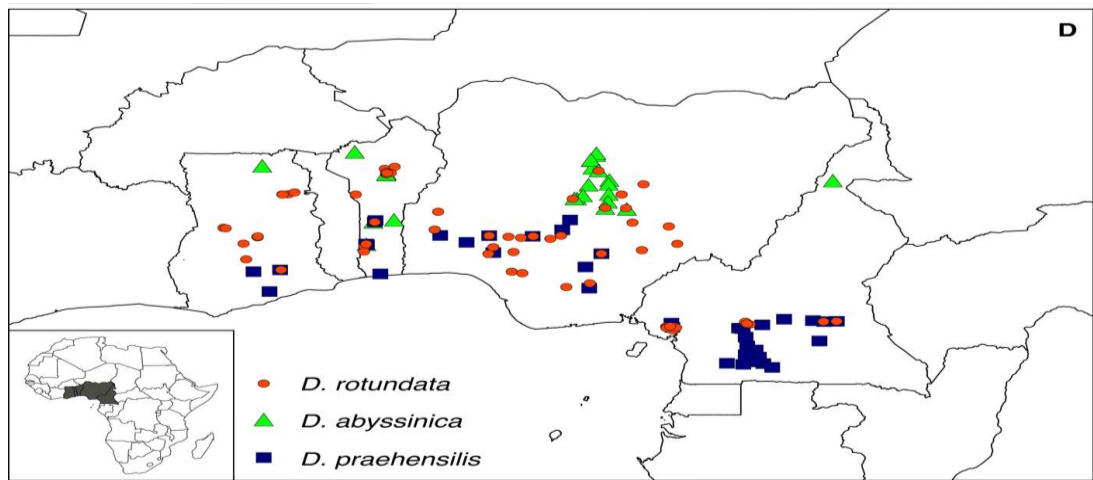 D
D. rotundata
D. abyssinica
D. praehensilis